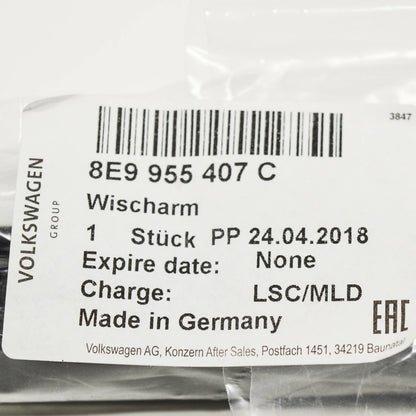 3847
8E9 955 407 C
Wischarm
1 Stück PP 24.04.2018
Expire date: None
Charge: LSC/MLD
Made in Germany
EAC
Volkswagen AG, Konzern After Sales, Postfach 1451, 34219 Baunatal
VOLKSWAGEN
GROUP